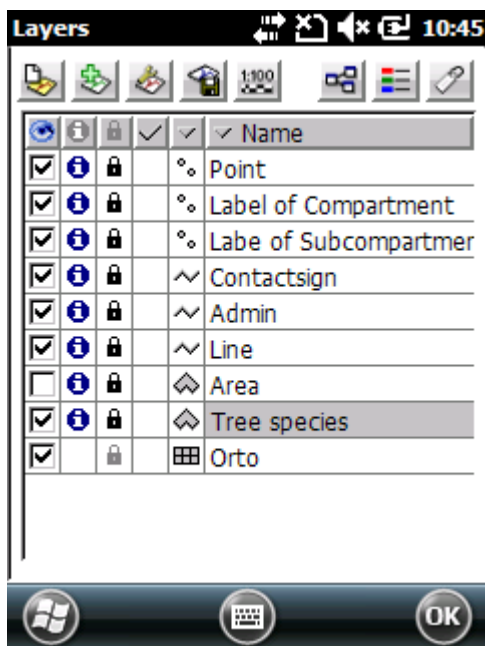 Layers 10:45
1:100
Name
Point
Label of Compartment
Labe of Subcompartmer
Contactsign
Admin
Line
Area
Tree species
Orto
OK